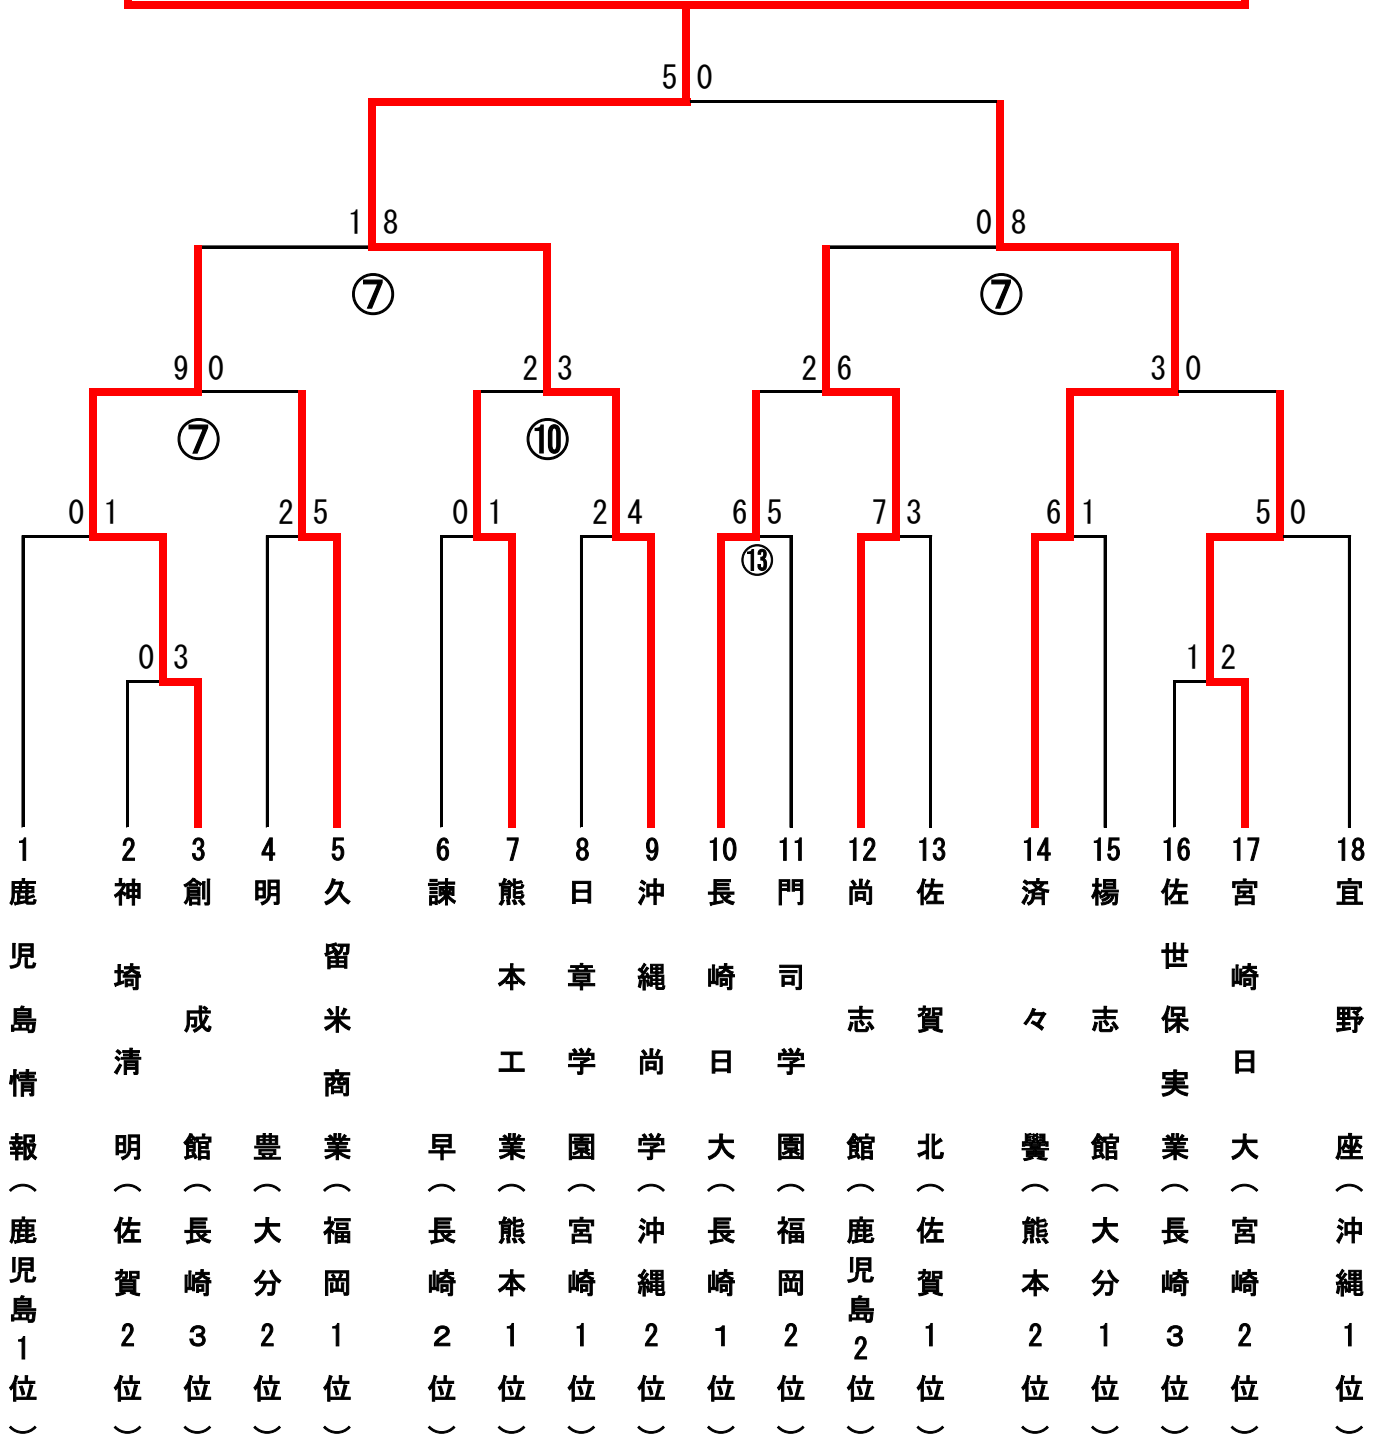 5 0
1 8
0 8
⑦
⑦
9 0
2 3
2 6
3 0
⑦
⑩
0 1
2 5
0 1
2 4
6 5
7 3
6 1
5 0
⑬
0 3
1 2
1 鹿児島情報（鹿児島1位）
2 神埼清明（佐賀2位）
3 創成館（長崎3位）
4 明豊（大分2位）
5 久留米商業（福岡1位）
6 諫早（長崎2位）
7 熊本工業（熊本1位）
8 日章学園（宮崎1位）
9 沖縄尚学（沖縄2位）
10 長崎日大（長崎1位）
11 門司学園（福岡2位）
12 尚志館（鹿児島2位）
13 佐賀北（佐賀1位）
14 済々黌（熊本2位）
15 楊志館（大分1位）
16 佐世保実業（長崎3位）
17 宮崎日大（宮崎2位）
18 宜野座（沖縄1位）